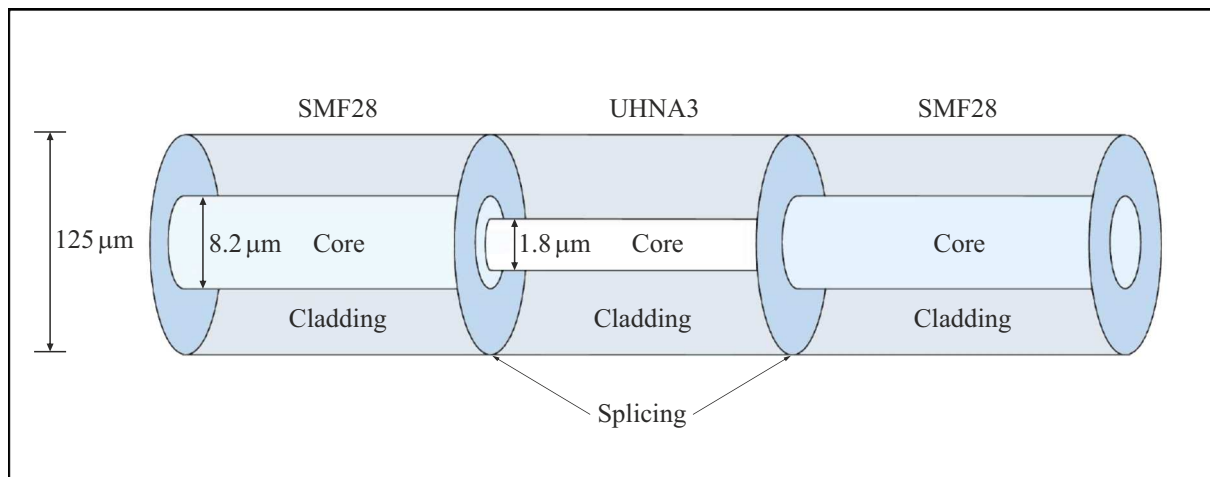 SMF28 UHNA3 SMF28
125 μm 8.2 μm Core 1.8 μm Core Core
Cladding Cladding Cladding
Splicing